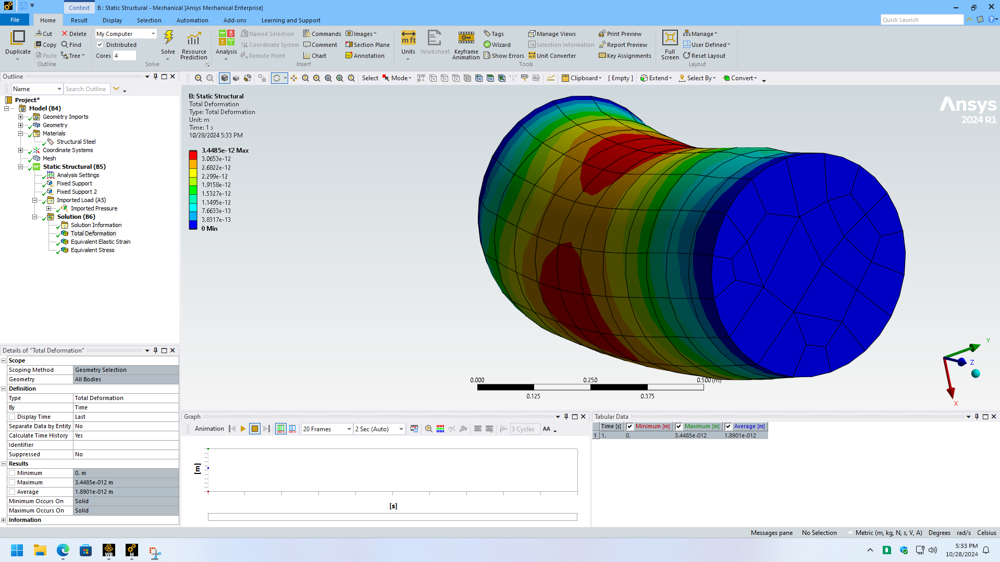 Context
B : Static Structural - Mechanical [Ansys Mechanical Enterprise]
File
Home
Result
Display
Selection
Automation
Add-ons
Learning and Support
Quick Launch
Duplicate
Cut
Copy
Paste
Delete
Find
Tree
Outline
My Computer
Distributed
Cores 4
Solve
Resource Prediction
Solve
Analysis
Named Selection
Coordinate System
Remote Point
Commands
Comment
Chart
Images
Section Plane
Annotation
Insert
Units
Worksheet
Keyframe Animation
Tags
Wizard
Show Errors
Manage Views
Selection Information
Unit Converter
Print Preview
Report Preview
Key Assignments
Tools
Full Screen
Manage
User Defined
Reset Layout
Layout
Outline
Name
Search Outline
Project*
Model (B4)
Geometry Imports
Geometry
Materials
Structural Steel
Coordinate Systems
Mesh
Static Structural (B5)
Analysis Settings
Fixed Support
Fixed Support 2
Imported Load (A5)
Imported Pressure
Solution (B6)
Solution Information
Total Deformation
Equivalent Elastic Strain
Equivalent Stress
Select
Mode
Clipboard
[ Empty ]
Extend
Select By
Convert
B: Static Structural
Total Deformation
Type: Total Deformation
Unit: m
Time: 1 s
10/28/2024 5:33 PM
3.4485e-12 Max
3.0653e-12
2.6822e-12
2.299e-12
1.9158e-12
1.5327e-12
1.1495e-12
7.6633e-13
3.8317e-13
0 Min
Ansys
2024 R1
0.000
0.250
0.500 (m)
0.125
0.375
Y
Z
X
Details of "Total Deformation"
Scope
Scoping Method Geometry Selection
Geometry All Bodies
Definition
Type Total Deformation
By Time
Display Time Last
Separate Data by Entity No
Calculate Time History Yes
Identifier
Suppressed No
Results
Minimum 0. m
Maximum 3.4485e-012 m
Average 1.8901e-012 m
Minimum Occurs On Solid
Maximum Occurs On Solid
Information
Graph
Animation
20 Frames
2 Sec (Auto)
3 Cycles
AA
[m]
[s]
Tabular Data
Time [s] Minimum [m] Maximum [m] Average [m]
1 1. 0. 3.4485e-012 1.8901e-012
Messages pane
No Selection
Metric (m, kg, N, s, V, A)
Degrees
rad/s
Celsius
WB
M
5:33 PM
10/28/2024